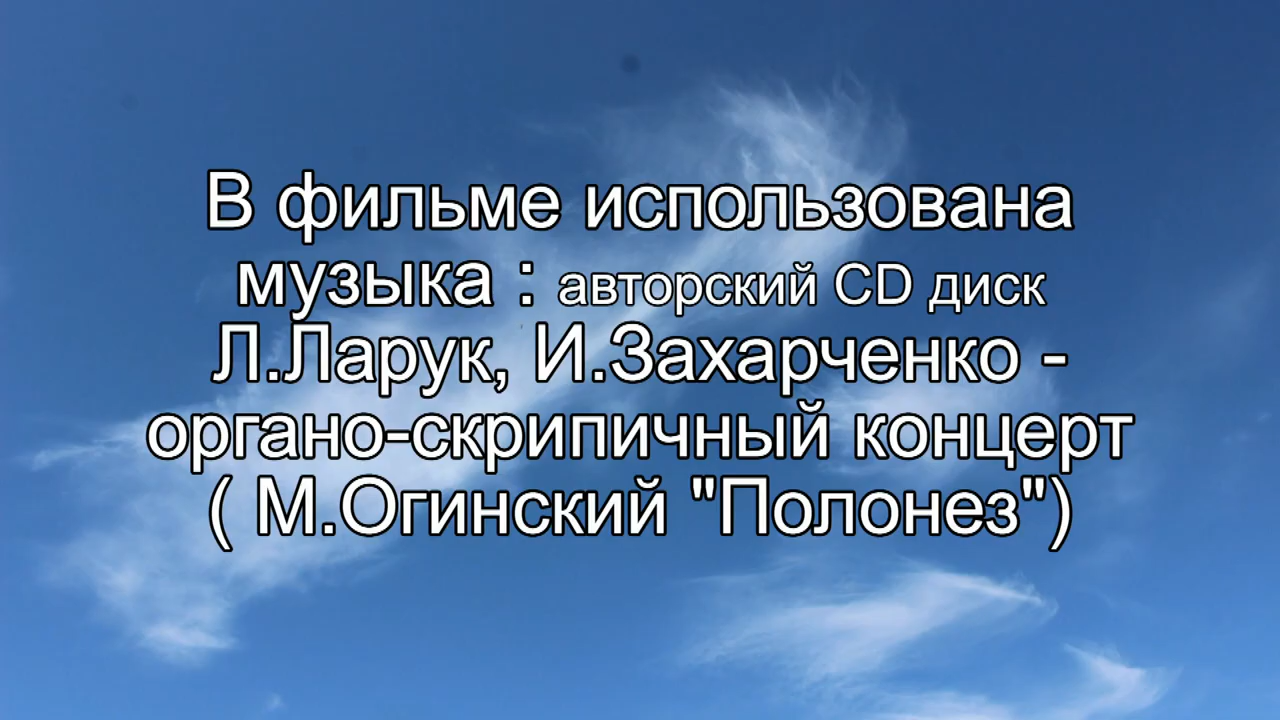 В фильме использована
музыка : авторский CD диск
Л.Ларук, И.Захарченко -
органо-скрипичный концерт
( М.Огинский "Полонез")